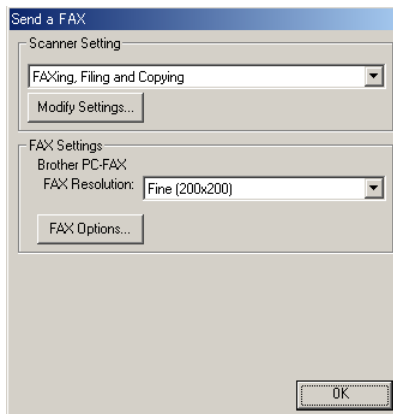 Send a FAX
Scanner Setting
FAXing, Filing and Copying
Modify Settings...
FAX Settings
Brother PC-FAX
FAX Resolution: Fine (200x200)
FAX Options...
OK